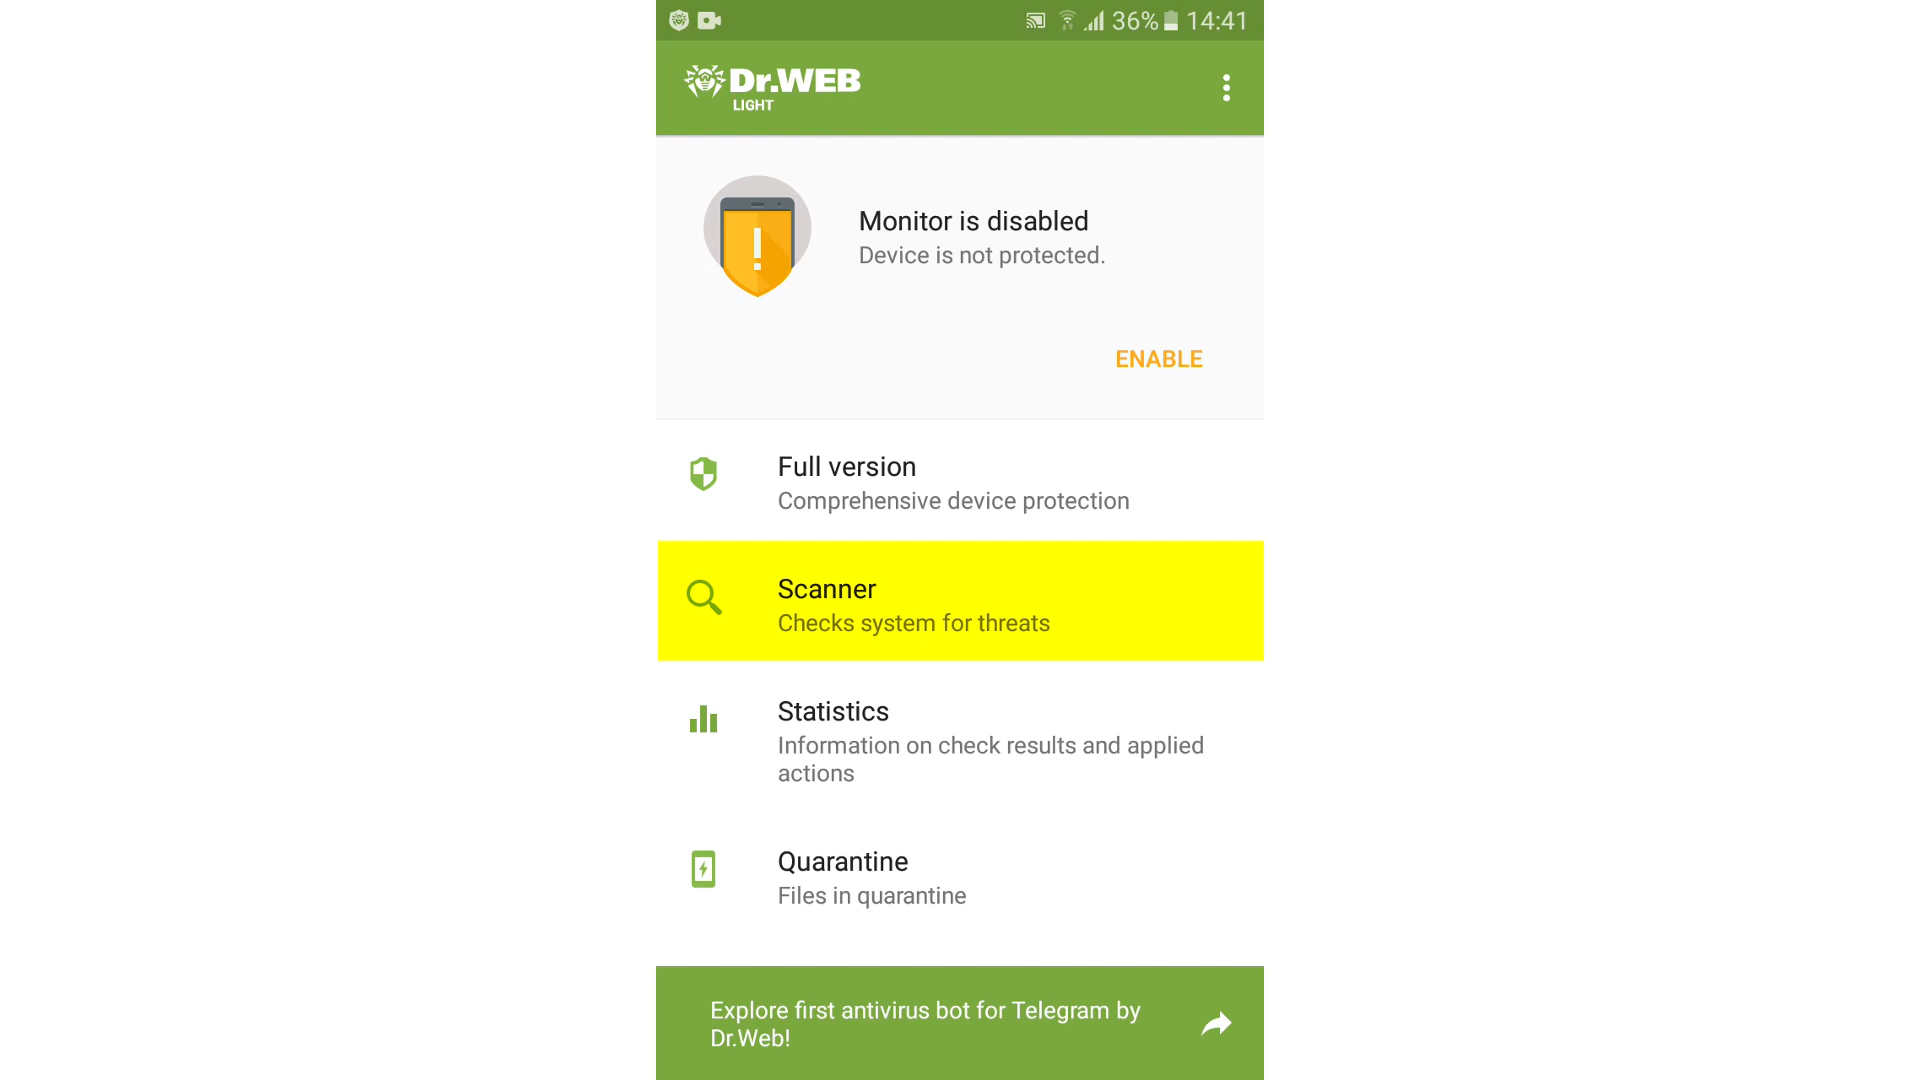 36% 14:41
Dr.WEB
LIGHT
Monitor is disabled
Device is not protected.
ENABLE
Full version
Comprehensive device protection
Scanner
Checks system for threats
Statistics
Information on check results and applied
actions
Quarantine
Files in quarantine
Explore first antivirus bot for Telegram by
Dr.Web!